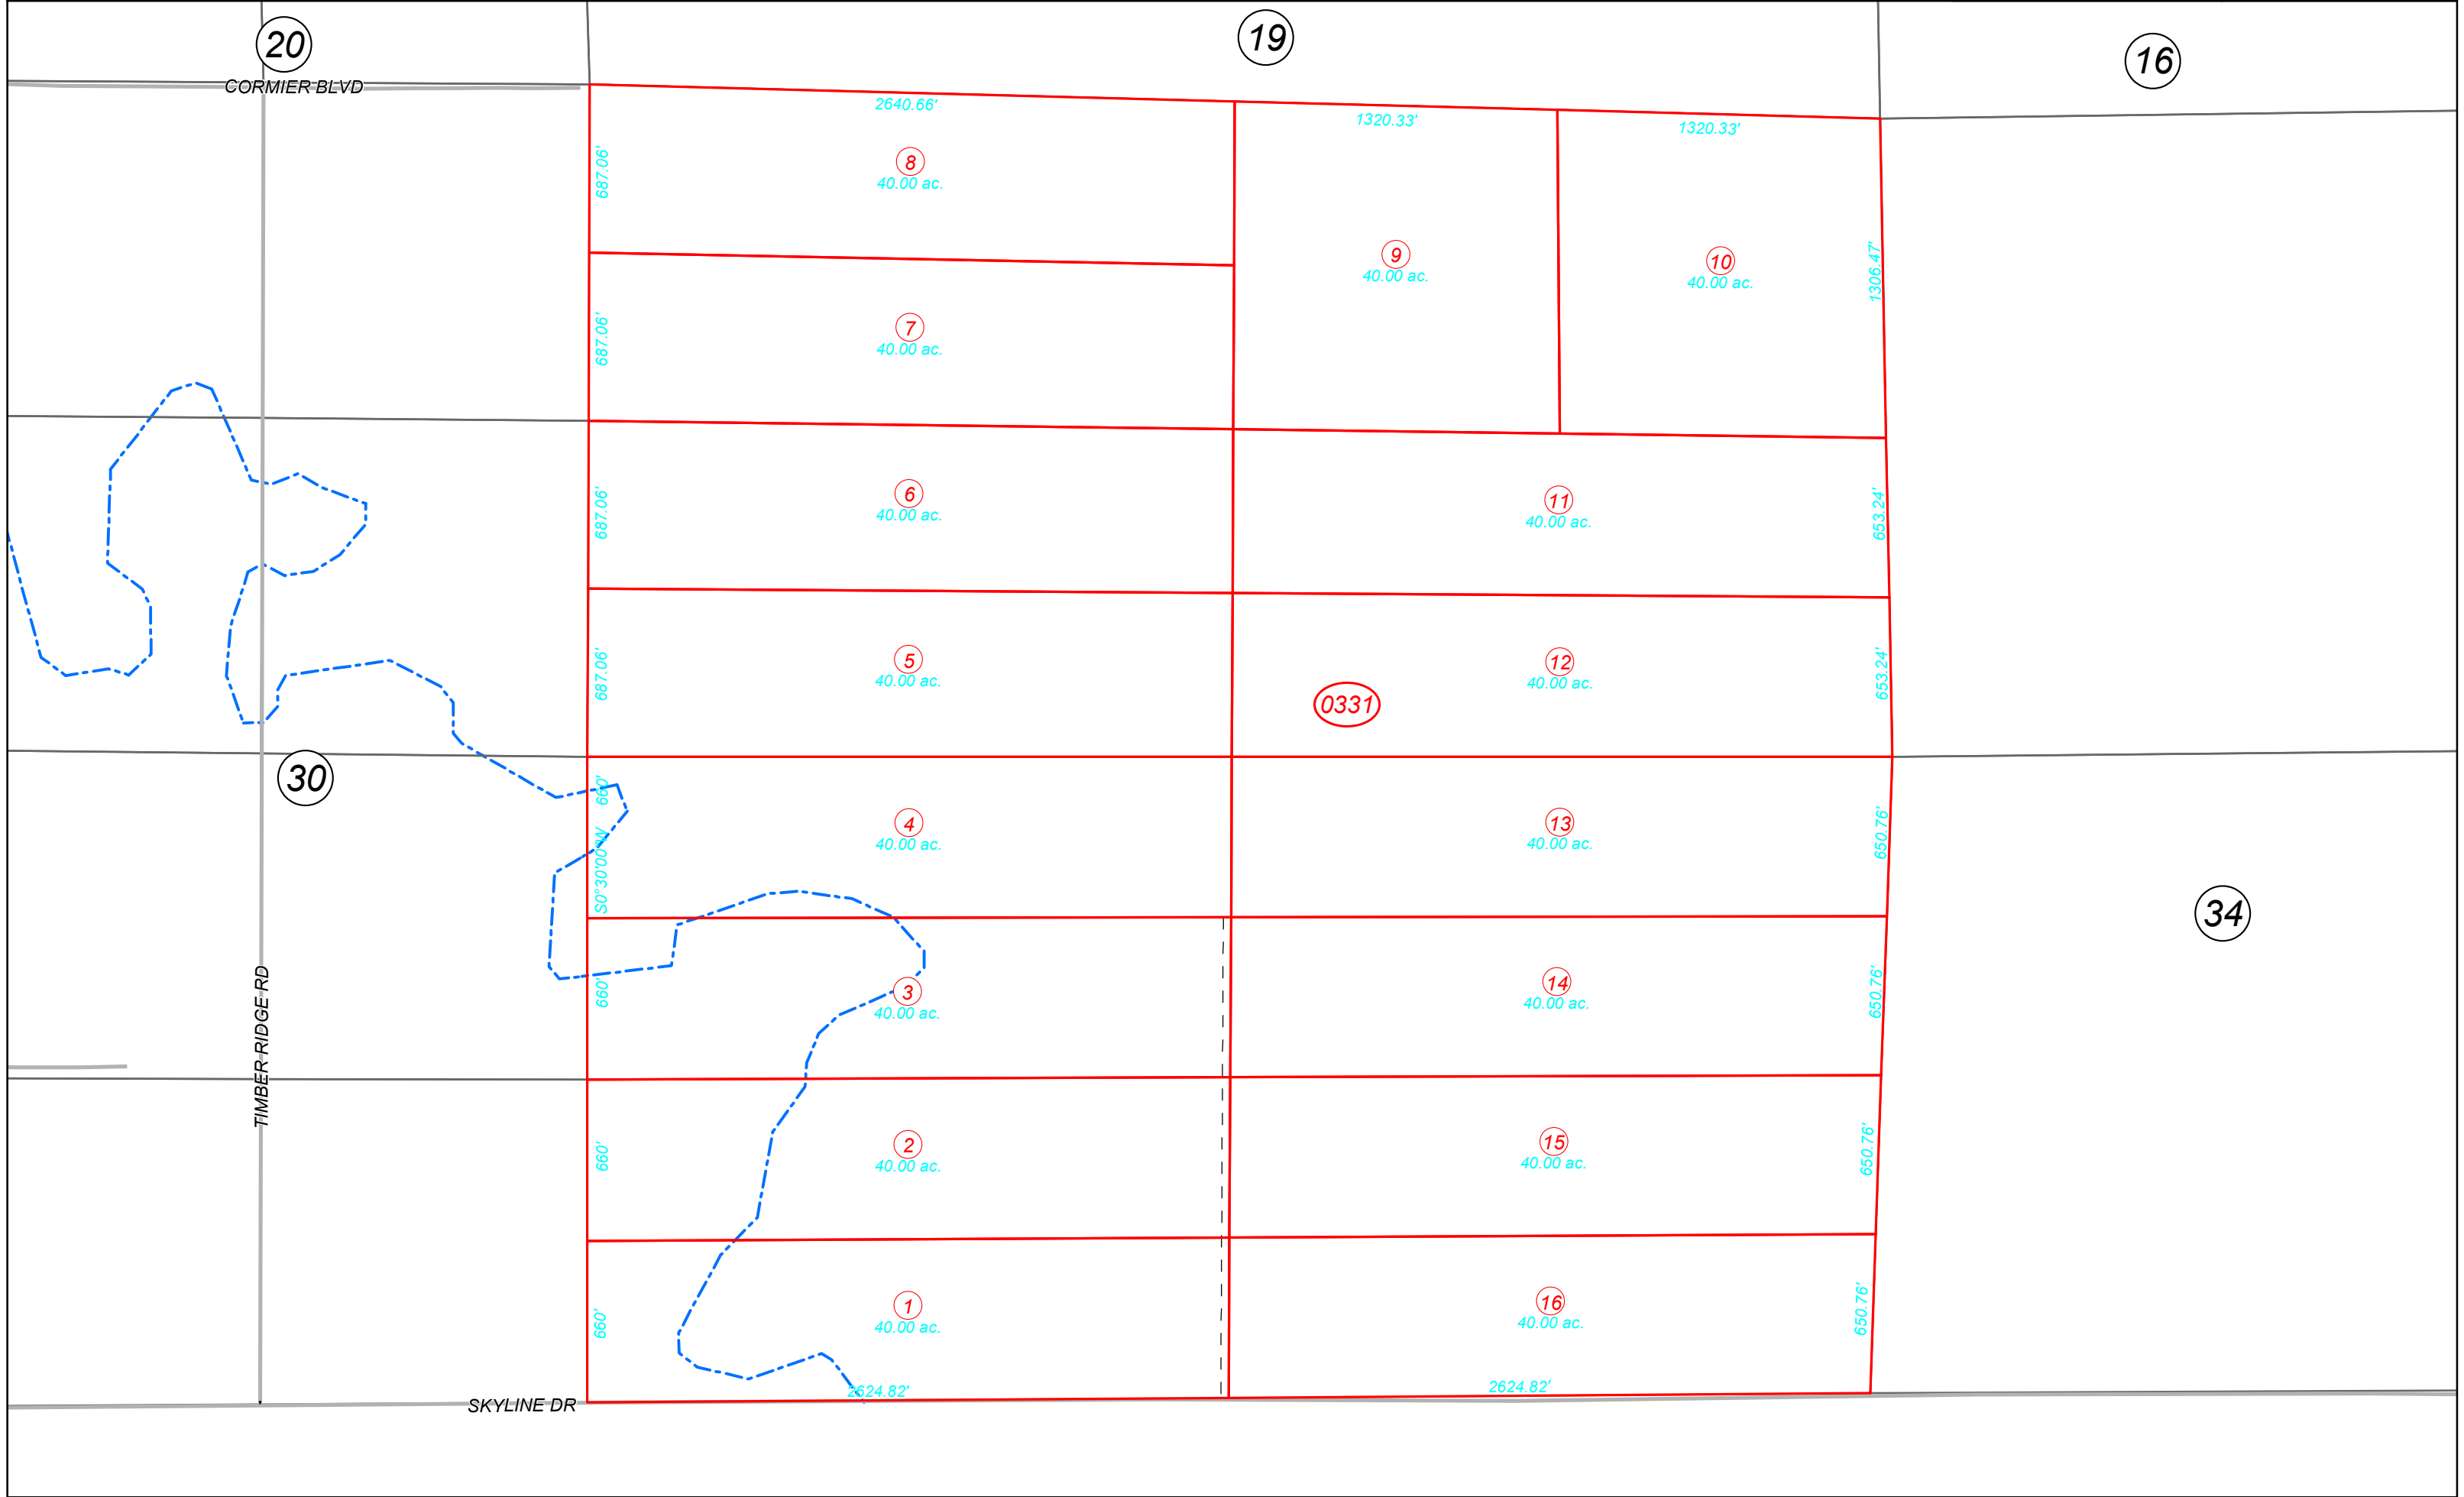 20
19
16
CORMIER BLVD
2640.66'
1320.33'
1320.33'
687.06'
8
40.00 ac.
9
40.00 ac.
10
40.00 ac.
1306.47'
687.06'
7
40.00 ac.
687.06'
6
40.00 ac.
11
40.00 ac.
653.24'
687.06'
5
40.00 ac.
12
40.00 ac.
653.24'
0331
30
660'
S0°30'00"W
4
40.00 ac.
13
40.00 ac.
650.76'
34
660'
3
40.00 ac.
14
40.00 ac.
650.76'
TIMBER RIDGE RD
660'
2
40.00 ac.
15
40.00 ac.
650.76'
660'
1
40.00 ac.
16
40.00 ac.
650.76'
2624.82'
2624.82'
SKYLINE DR